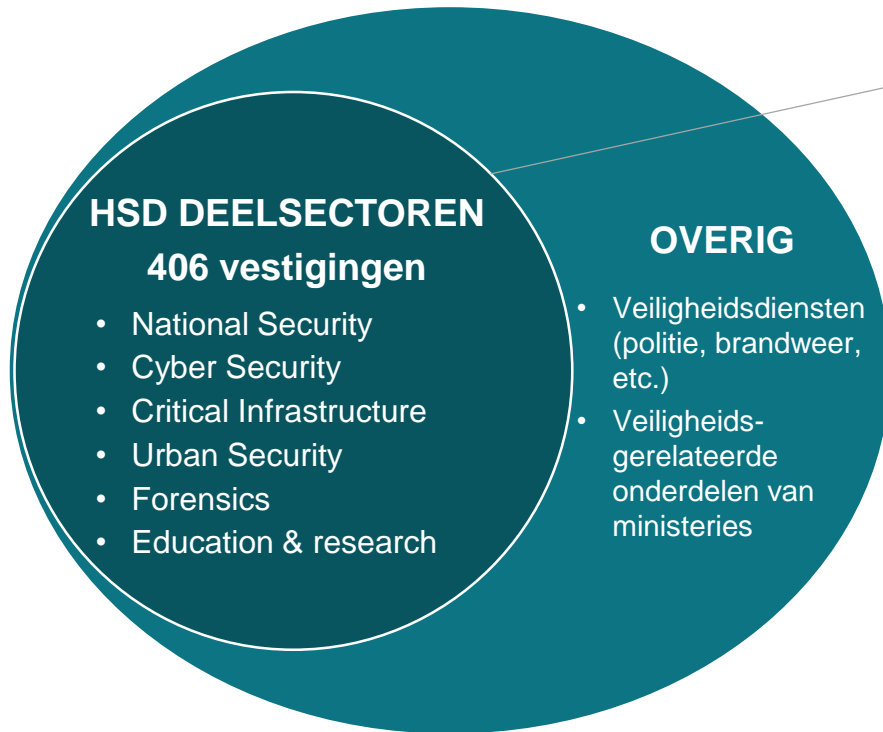 HSD DEELSECTOREN
406 vestigingen
• National Security
• Cyber Security
• Critical Infrastructure
• Urban Security
• Forensics
• Education & research
OVERIG
• Veiligheidsdiensten
(politie, brandweer,
etc.)
• Veiligheids-
gerelateerde
onderdelen van
ministeries